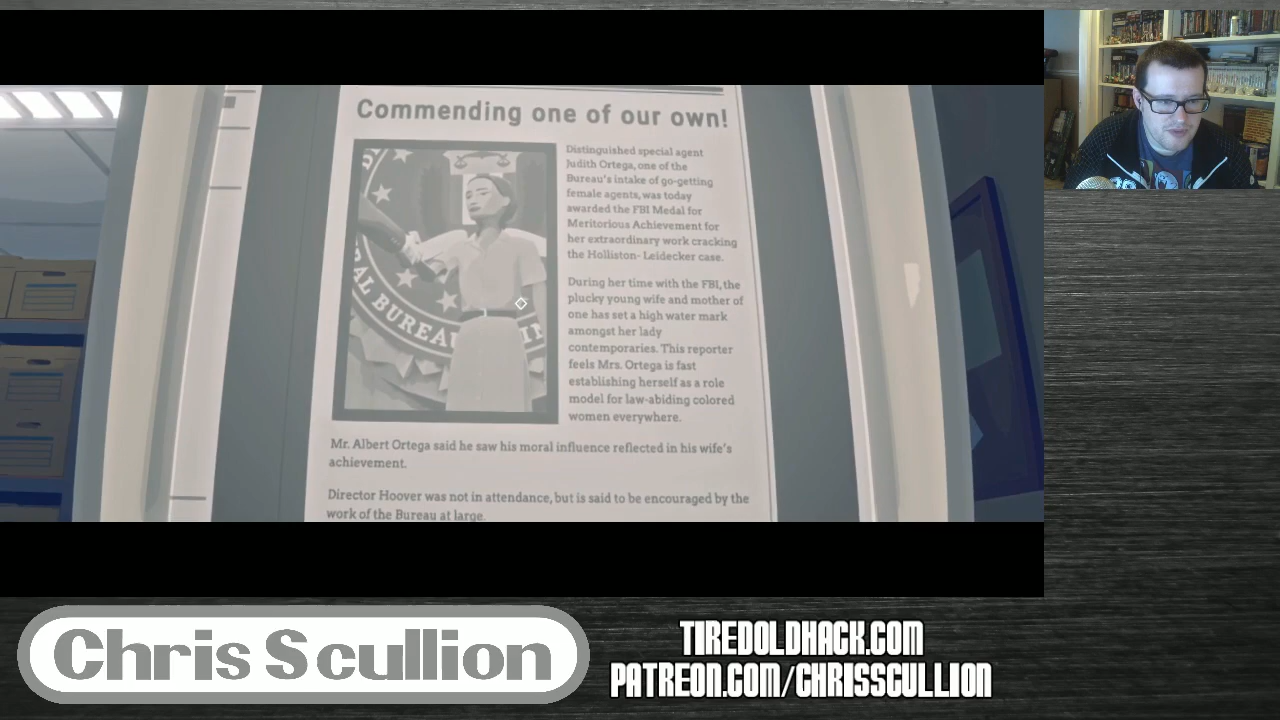 Commending one of our own!
Distinguished special agent
Judith Ortega, one of the
Bureau's intake of go-getting
female agents, was today
awarded the FBI Medal for
Meritorious Achievement for
her extraordinary work cracking
the Holliston- Leidecker case.
During her time with the FBI, the
plucky young wife and mother of
one has set a high water mark
amongst her lady
contemporaries. This reporter
feels Mrs. Ortega is fast
establishing herself as a role
model for law-abiding colored
women everywhere.
AL BUREAU
IN
Mr. Albert Ortega said he saw his moral influence reflected in his wife's
achievement.
Director Hoover was not in attendance, but is said to be encouraged by the
work of the Bureau at large.
Chris Scullion
TIREDOLDHACK.COM
PATREON.COM/CHRISSCULLION